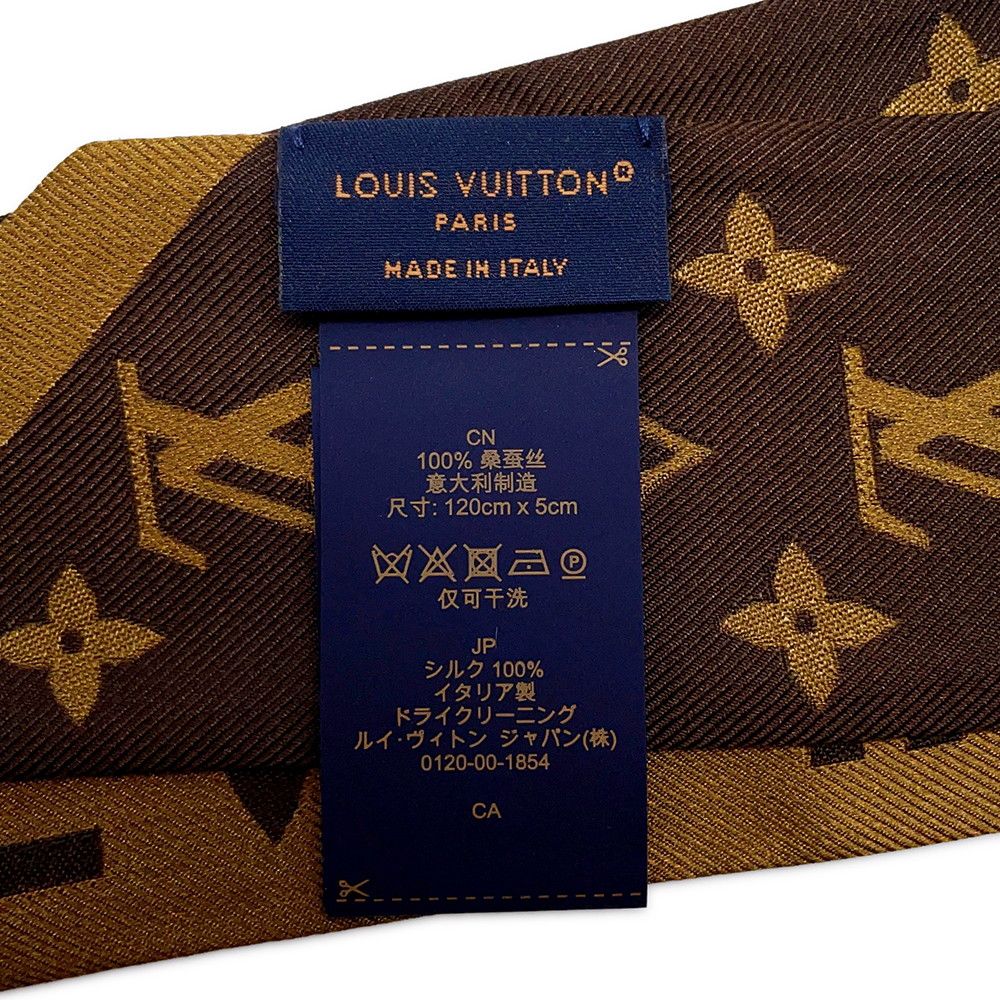 LOUIS VUITTON®
PARIS
MADE IN ITALY
CN
100% 桑蚕丝
意大利制造
尺寸: 120cm x 5cm
P
仅可干洗
JP
シルク 100%
イタリア製
ドライクリーニング
ルイ·ヴィトン ジャパン(株)
0120-00-1854
CA